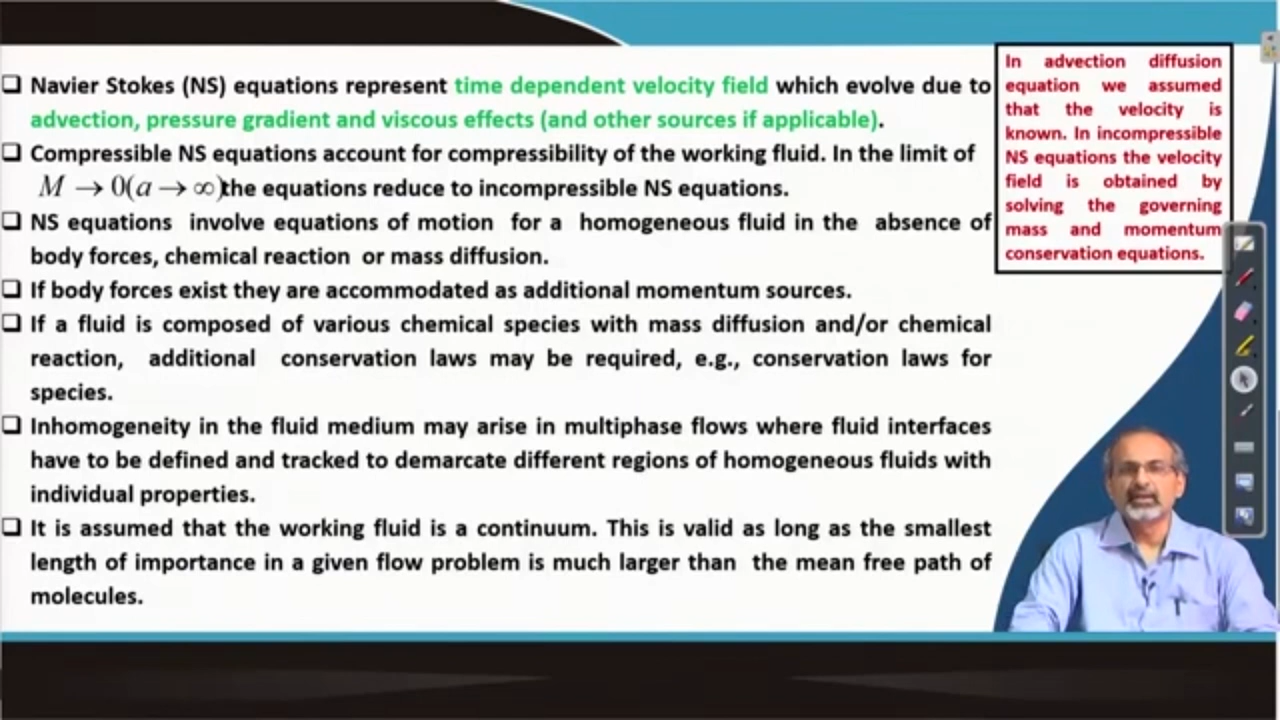 ❑ Navier Stokes (NS) equations represent time dependent velocity field which evolve due to
advection, pressure gradient and viscous effects (and other sources if applicable).
❑ Compressible NS equations account for compressibility of the working fluid. In the limit of
M → 0(a → ∞)the equations reduce to incompressible NS equations.
❑ NS equations involve equations of motion for a homogeneous fluid in the absence of
body forces, chemical reaction or mass diffusion.
❑ If body forces exist they are accommodated as additional momentum sources.
❑ If a fluid is composed of various chemical species with mass diffusion and/or chemical
reaction, additional conservation laws may be required, e.g., conservation laws for
species.
❑ Inhomogeneity in the fluid medium may arise in multiphase flows where fluid interfaces
have to be defined and tracked to demarcate different regions of homogeneous fluids with
individual properties.
❑ It is assumed that the working fluid is a continuum. This is valid as long as the smallest
length of importance in a given flow problem is much larger than the mean free path of
molecules.
In advection diffusion
equation we assumed
that the velocity is
known. In incompressible
NS equations the velocity
field is obtained by
solving the governing
mass and momentum
conservation equations.